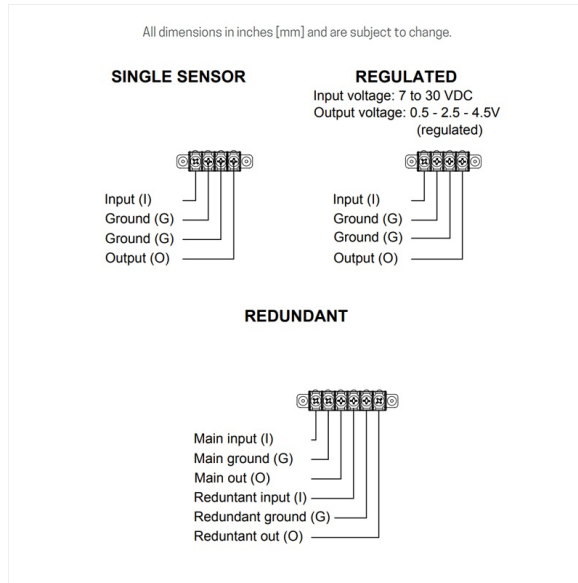 All dimensions in inches [mm] and are subject to change.
SINGLE SENSOR
Input (I)
Ground (G)
Ground (G)
Output (O)
REGULATED
Input voltage: 7 to 30 VDC
Output voltage: 0.5 - 2.5 - 4.5V
(regulated)
Input (I)
Ground (G)
Ground (G)
Output (O)
REDUNDANT
Main input (I)
Main ground (G)
Main out (O)
Reduntant input (I)
Redundant ground (G)
Redundant out (O)